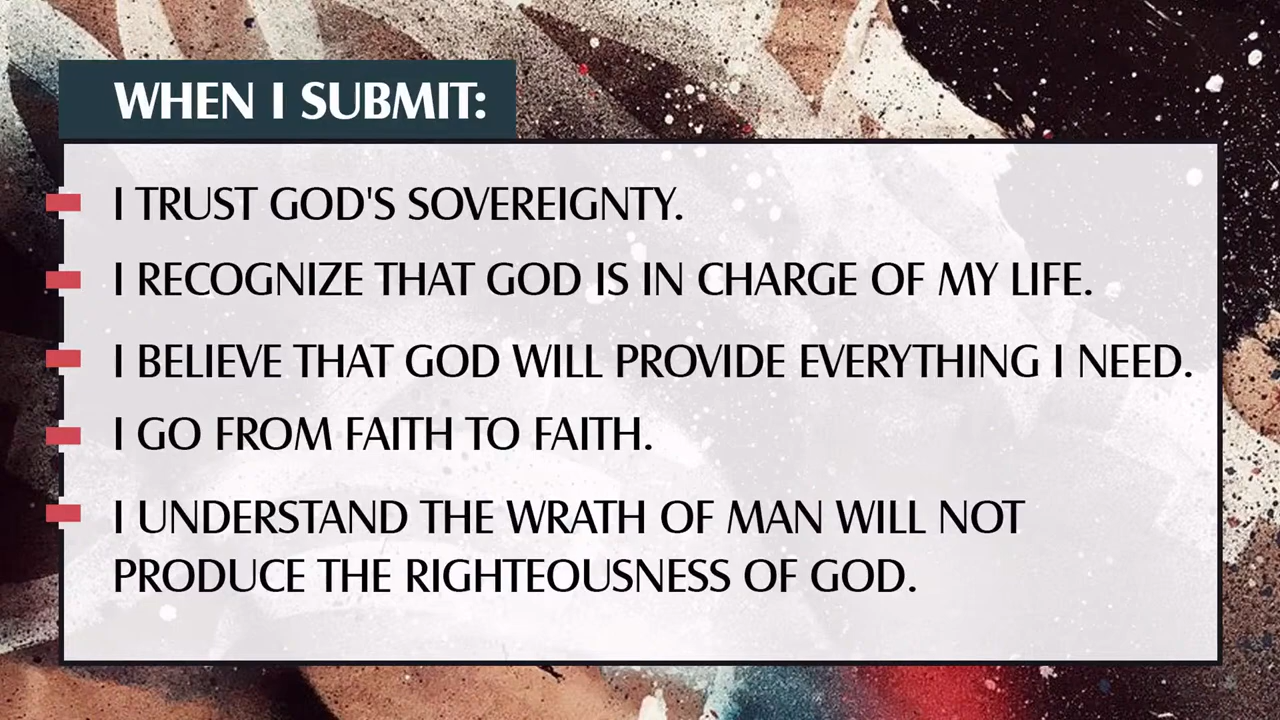 WHEN I SUBMIT:
I TRUST GOD'S SOVEREIGNTY.
I RECOGNIZE THAT GOD IS IN CHARGE OF MY LIFE.
I BELIEVE THAT GOD WILL PROVIDE EVERYTHING I NEED.
I GO FROM FAITH TO FAITH.
I UNDERSTAND THE WRATH OF MAN WILL NOT
PRODUCE THE RIGHTEOUSNESS OF GOD.